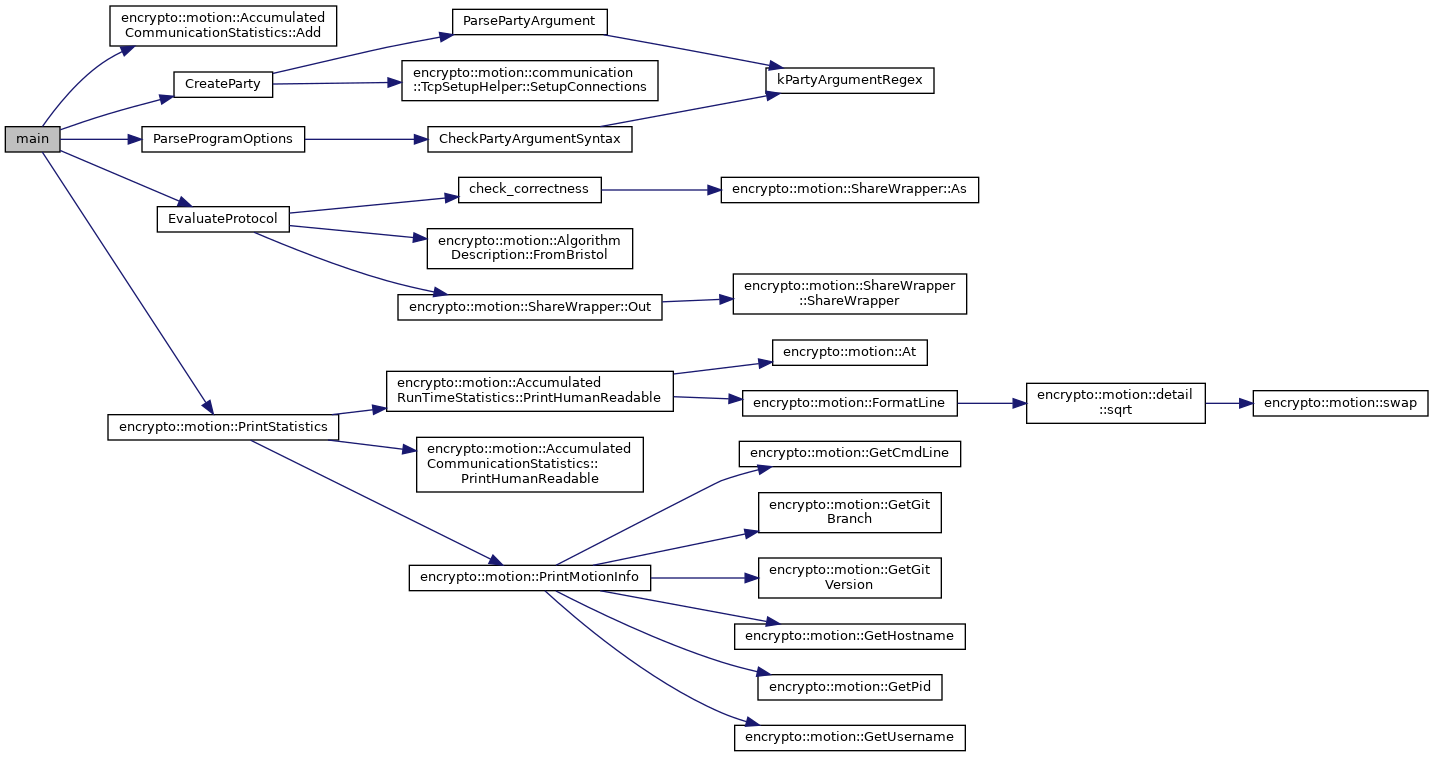 main
encrypto::motion::Accumulated
CommunicationStatistics::Add
CreateParty
ParsePartyArgument
kPartyArgumentRegex
encrypto::motion::communication
::TcpSetupHelper::SetupConnections
ParseProgramOptions
CheckPartyArgumentSyntax
EvaluateProtocol
check_correctness
encrypto::motion::ShareWrapper::As
encrypto::motion::Algorithm
Description::FromBristol
encrypto::motion::ShareWrapper::Out
encrypto::motion::ShareWrapper
::ShareWrapper
encrypto::motion::PrintStatistics
encrypto::motion::Accumulated
RunTimeStatistics::PrintHumanReadable
encrypto::motion::At
encrypto::motion::FormatLine
encrypto::motion::detail
::sqrt
encrypto::motion::swap
encrypto::motion::Accumulated
CommunicationStatistics::
PrintHumanReadable
encrypto::motion::PrintMotionInfo
encrypto::motion::GetCmdLine
encrypto::motion::GetGit
Branch
encrypto::motion::GetGit
Version
encrypto::motion::GetHostname
encrypto::motion::GetPid
encrypto::motion::GetUsername